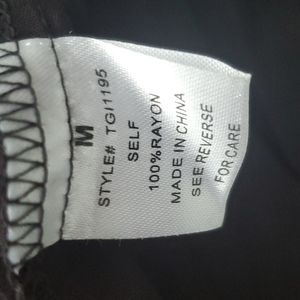 M
STYLE# TGI1195
SELF
100%RAYON
MADE IN CHINA
SEE REVERSE
FOR CARE